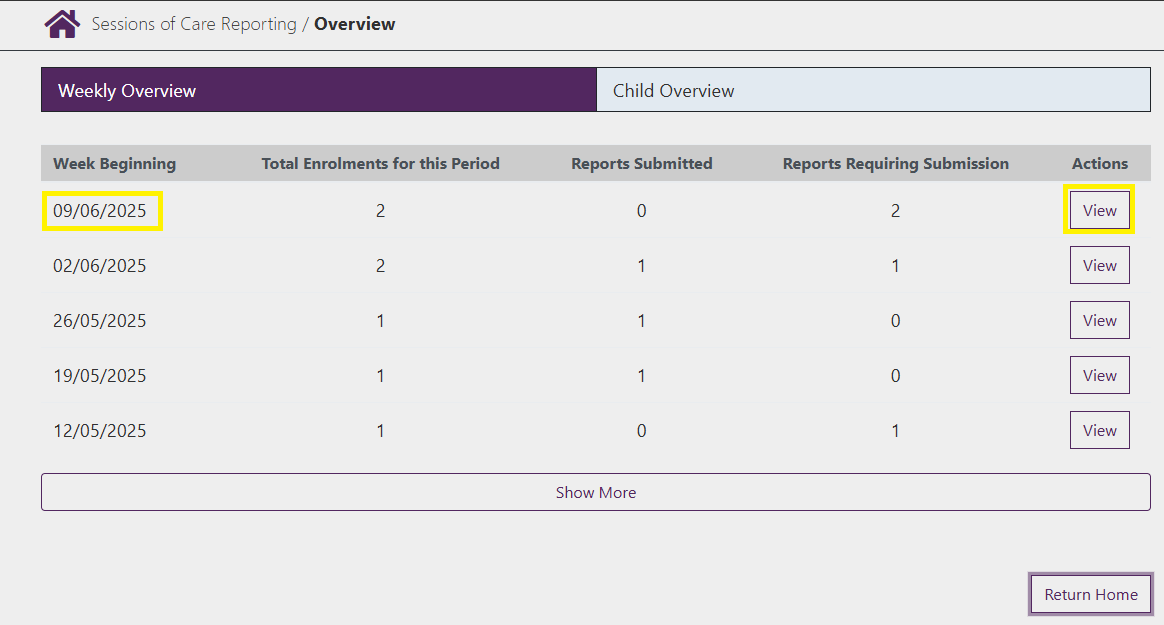 Sessions of Care Reporting / Overview
Weekly Overview Child Overview
Week Beginning Total Enrolments for this Period Reports Submitted Reports Requiring Submission Actions
09/06/2025 2 0 2 View
02/06/2025 2 1 1 View
26/05/2025 1 1 0 View
19/05/2025 1 1 0 View
12/05/2025 1 0 1 View
Show More
Return Home